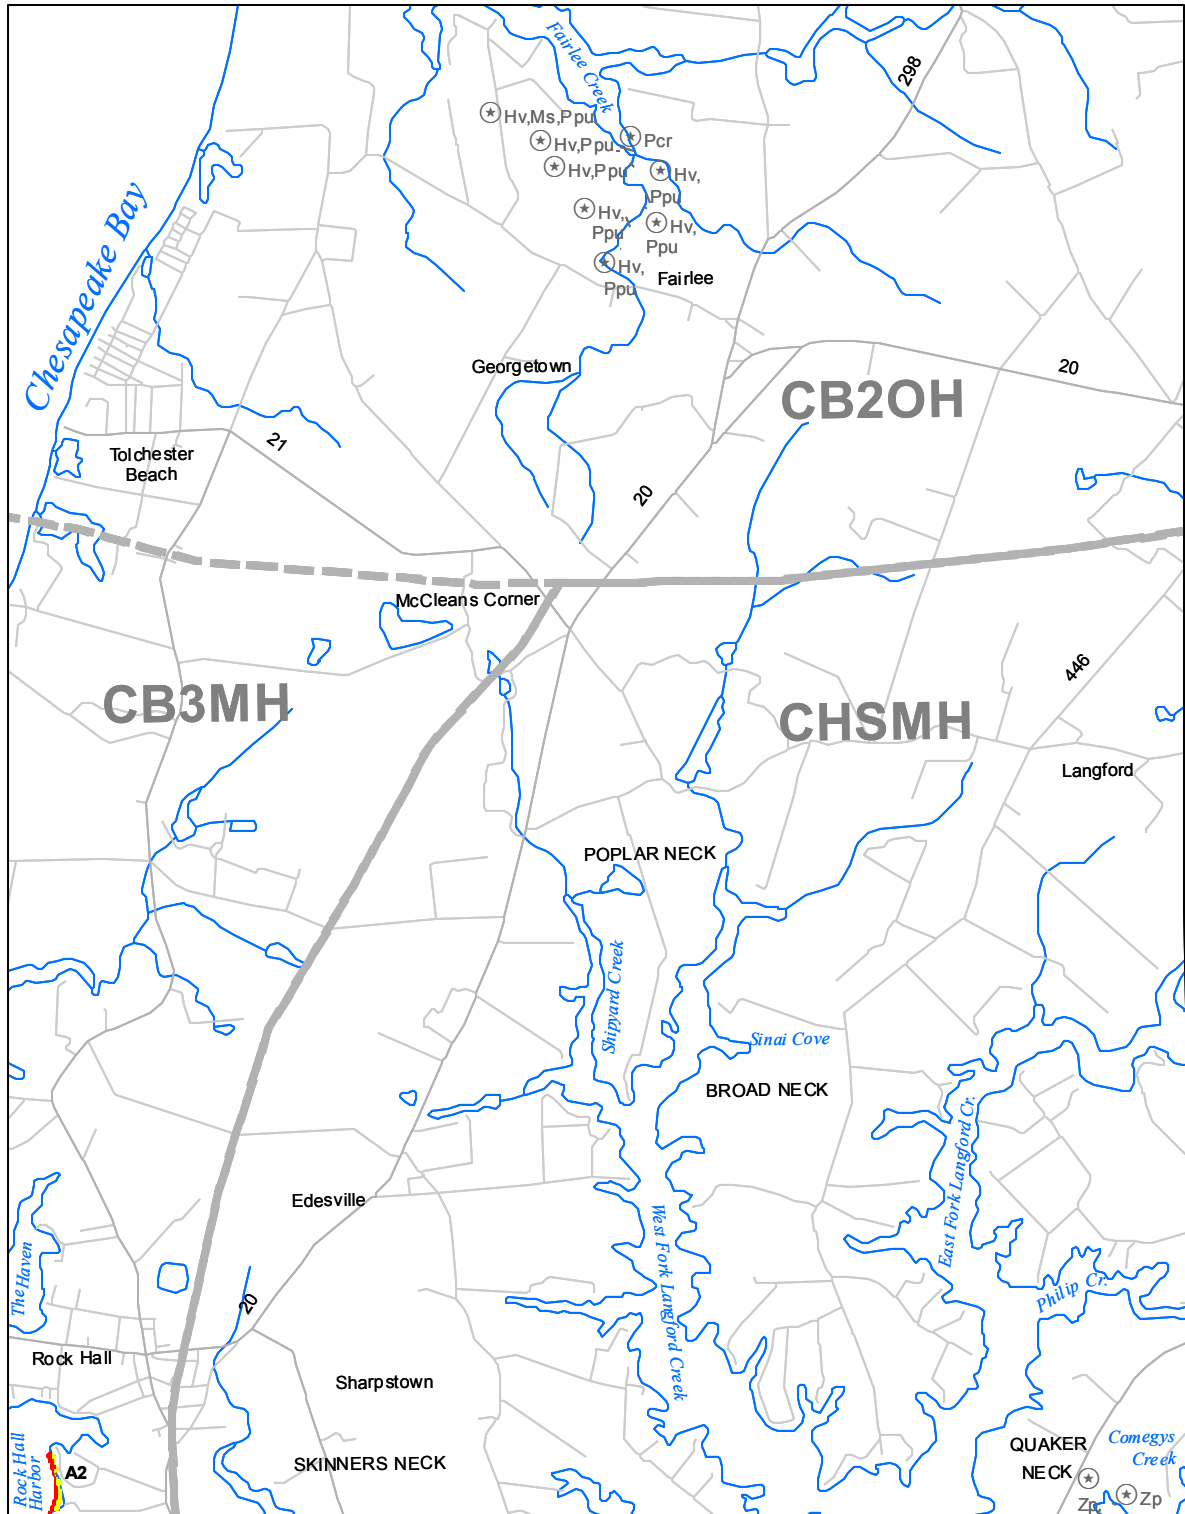 Fairlee Creek
298
Hv,Ms,Ppu
Pcr
Hv,Ppu
Hv,Ppu
Hv,
Ppu
Hv,
Ppu
Hv,
Ppu
Hv,
Ppu
Fairlee
Chesapeake Bay
Georgetown
20
CB2OH
21
Tolchester
Beach
20
McCleans Corner
CB3MH
446
CHSMH
Langford
POPLAR NECK
Shipyard Creek
Sinai Cove
BROAD NECK
East Fork Langford Cr.
Edesville
West Fork Langford Creek
The Haven
Philip Cr.
20
Rock Hall
Sharpstown
Rock Hall
Harbor
A2
SKINNERS NECK
QUAKER
NECK
Comegys
Creek
Zp,
Zp